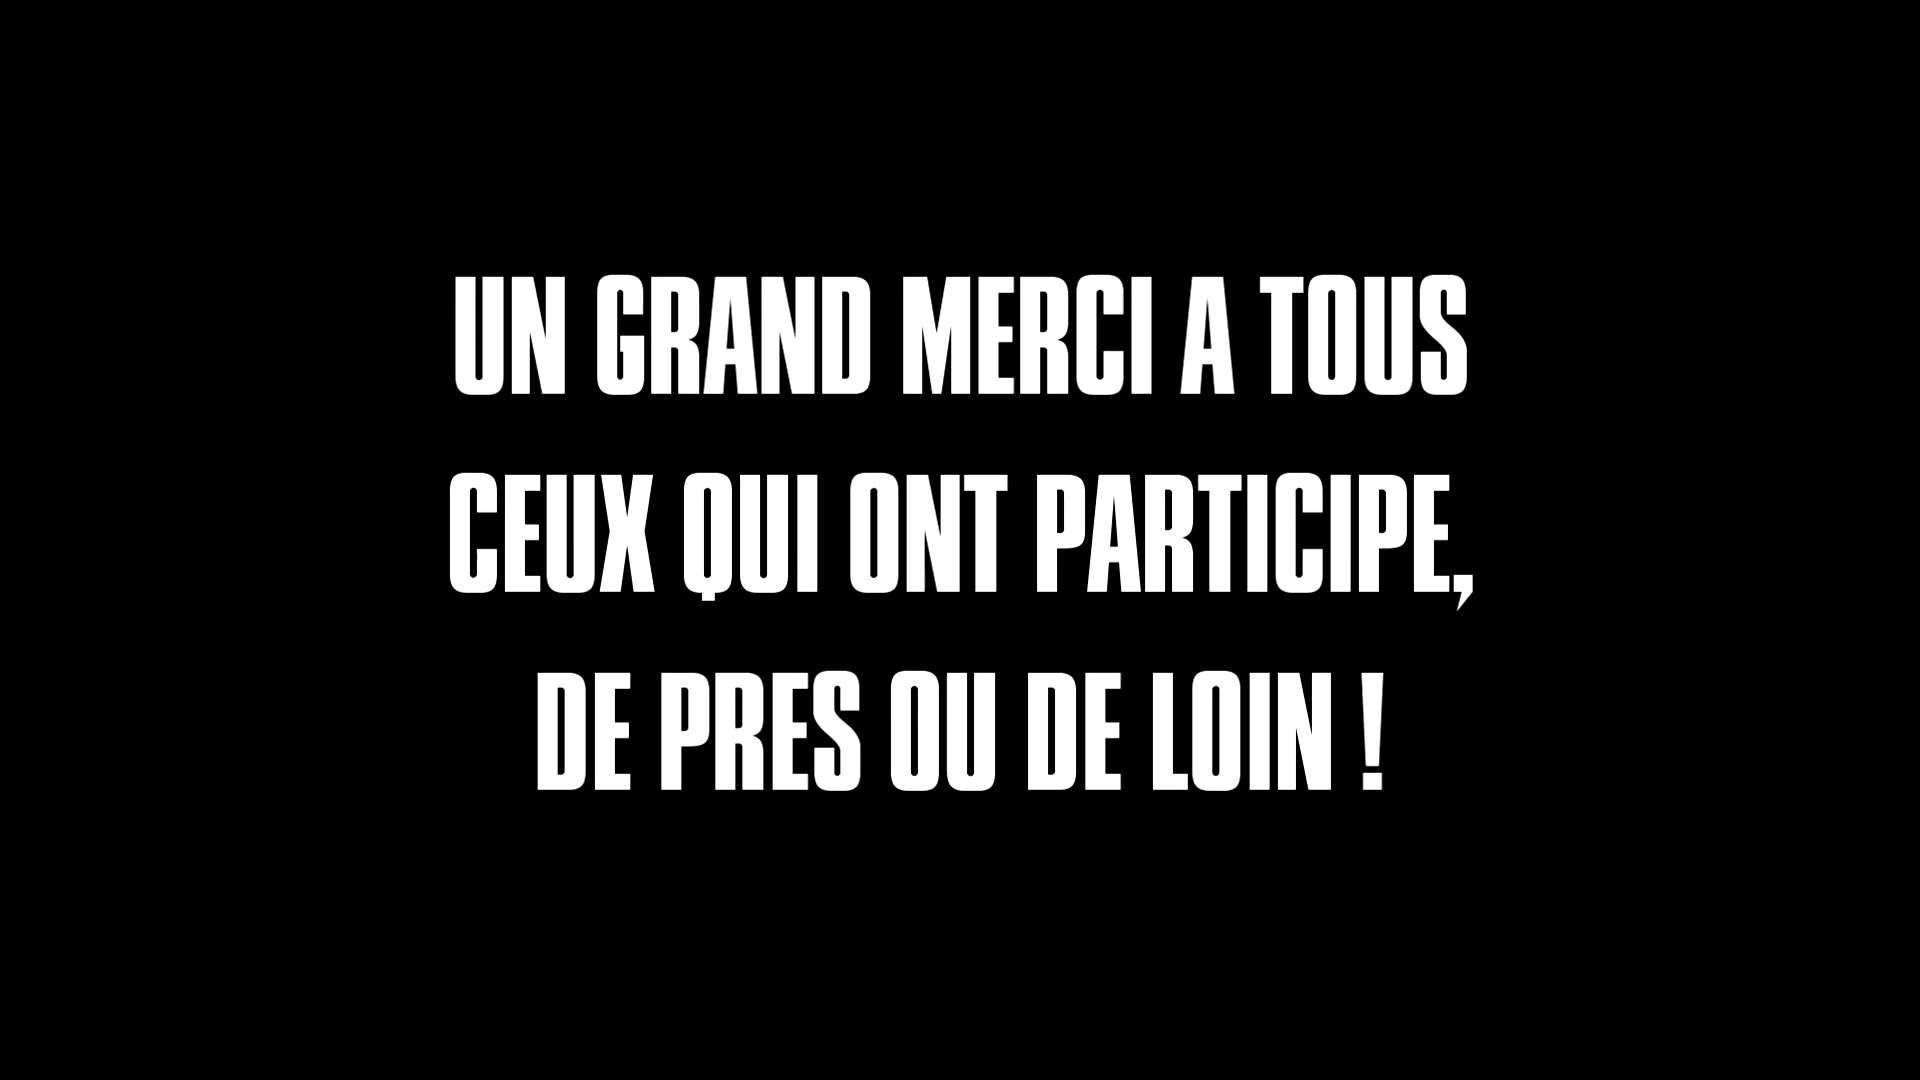 UN GRAND MERCI A TOUS
CEUX QUI ONT PARTICIPE,
DE PRES OU DE LOIN !